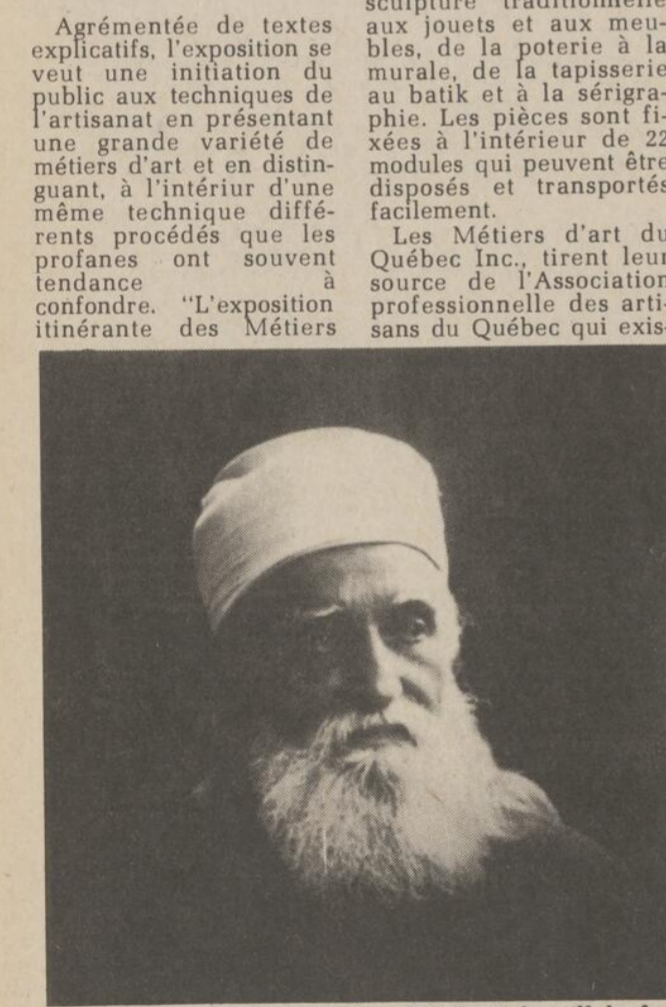 Agrémentée de textes
explicatifs, l'exposition se
veut une initiation du
public aux techniques de
l'artisanat en présentant
une grande variété de
métiers d'art et en distin-
guant, à l'intériur d'une
même technique diffé-
rents procédés que les
profanes ont souvent
tendance à
confondre. "L'exposition
itinérante des Métiers
sculpture traditionnelle
aux jouets et aux meu-
bles, de la poterie à la
murale, de la tapisserie
au batik et à la sérigra-
phie. Les pièces sont fi-
xées à l'intérieur de 22
modules qui peuvent être
disposés et transportés
facilement.
Les Métiers d'art du
Québec Inc., tirent leur
source de l'Association
professionnelle des arti-
sans du Québec qui exis-